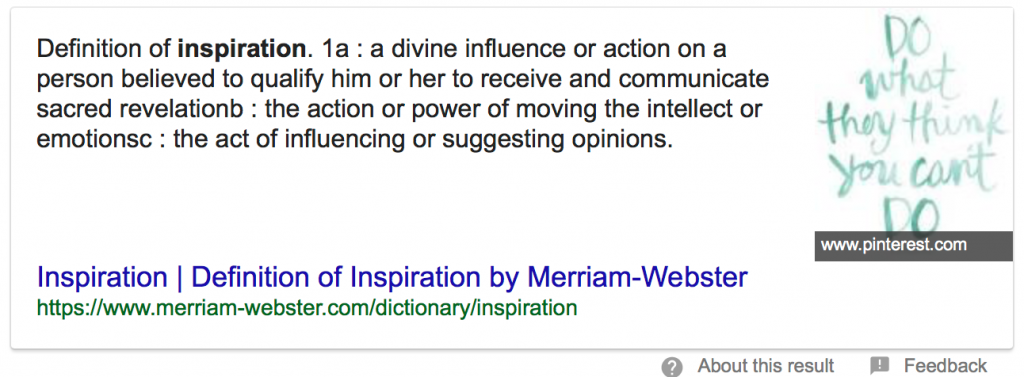 Definition of inspiration. 1a : a divine influence or action on a
person believed to qualify him or her to receive and communicate
sacred revelationb : the action or power of moving the intellect or
emotionsc : the act of influencing or suggesting opinions.
DO
what
they think
you can't
DO
www.pinterest.com
Inspiration | Definition of Inspiration by Merriam-Webster
https://www.merriam-webster.com/dictionary/inspiration
? About this result
! Feedback